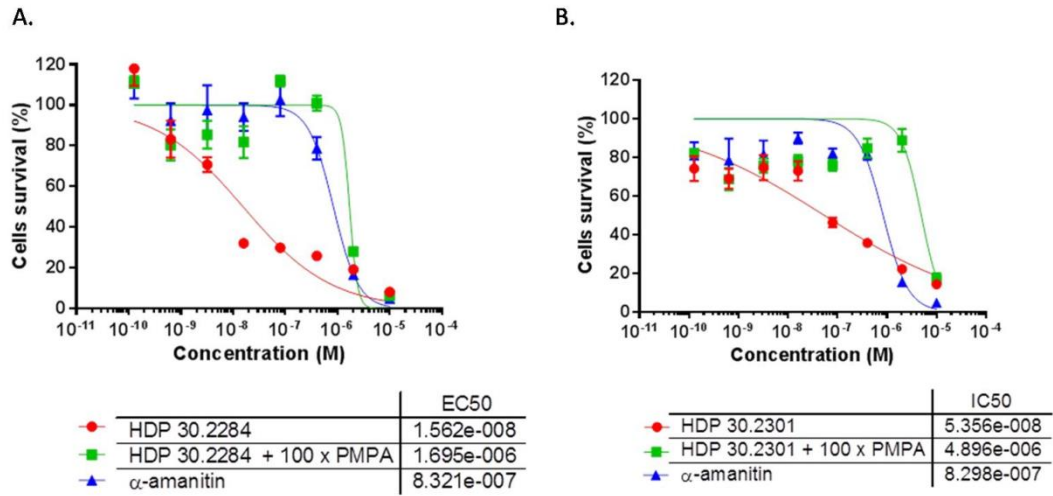 A.
B.
Cells survival (%)
120
100
80
60
40
20
0
10-11
10-10
10-9
10-8
10-7
10-6
10-5
10-4
Concentration (M)
EC50
HDP 30.2284
1.562e-008
HDP 30.2284 + 100 x PMPA
1.695e-006
α-amanitin
8.321e-007
Cells survival (%)
120
100
80
60
40
20
0
10-11
10-10
10-9
10-8
10-7
10-6
10-5
10-4
Concentration (M)
IC50
HDP 30.2301
5.356e-008
HDP 30.2301 + 100 x PMPA
4.896e-006
α-amanitin
8.298e-007